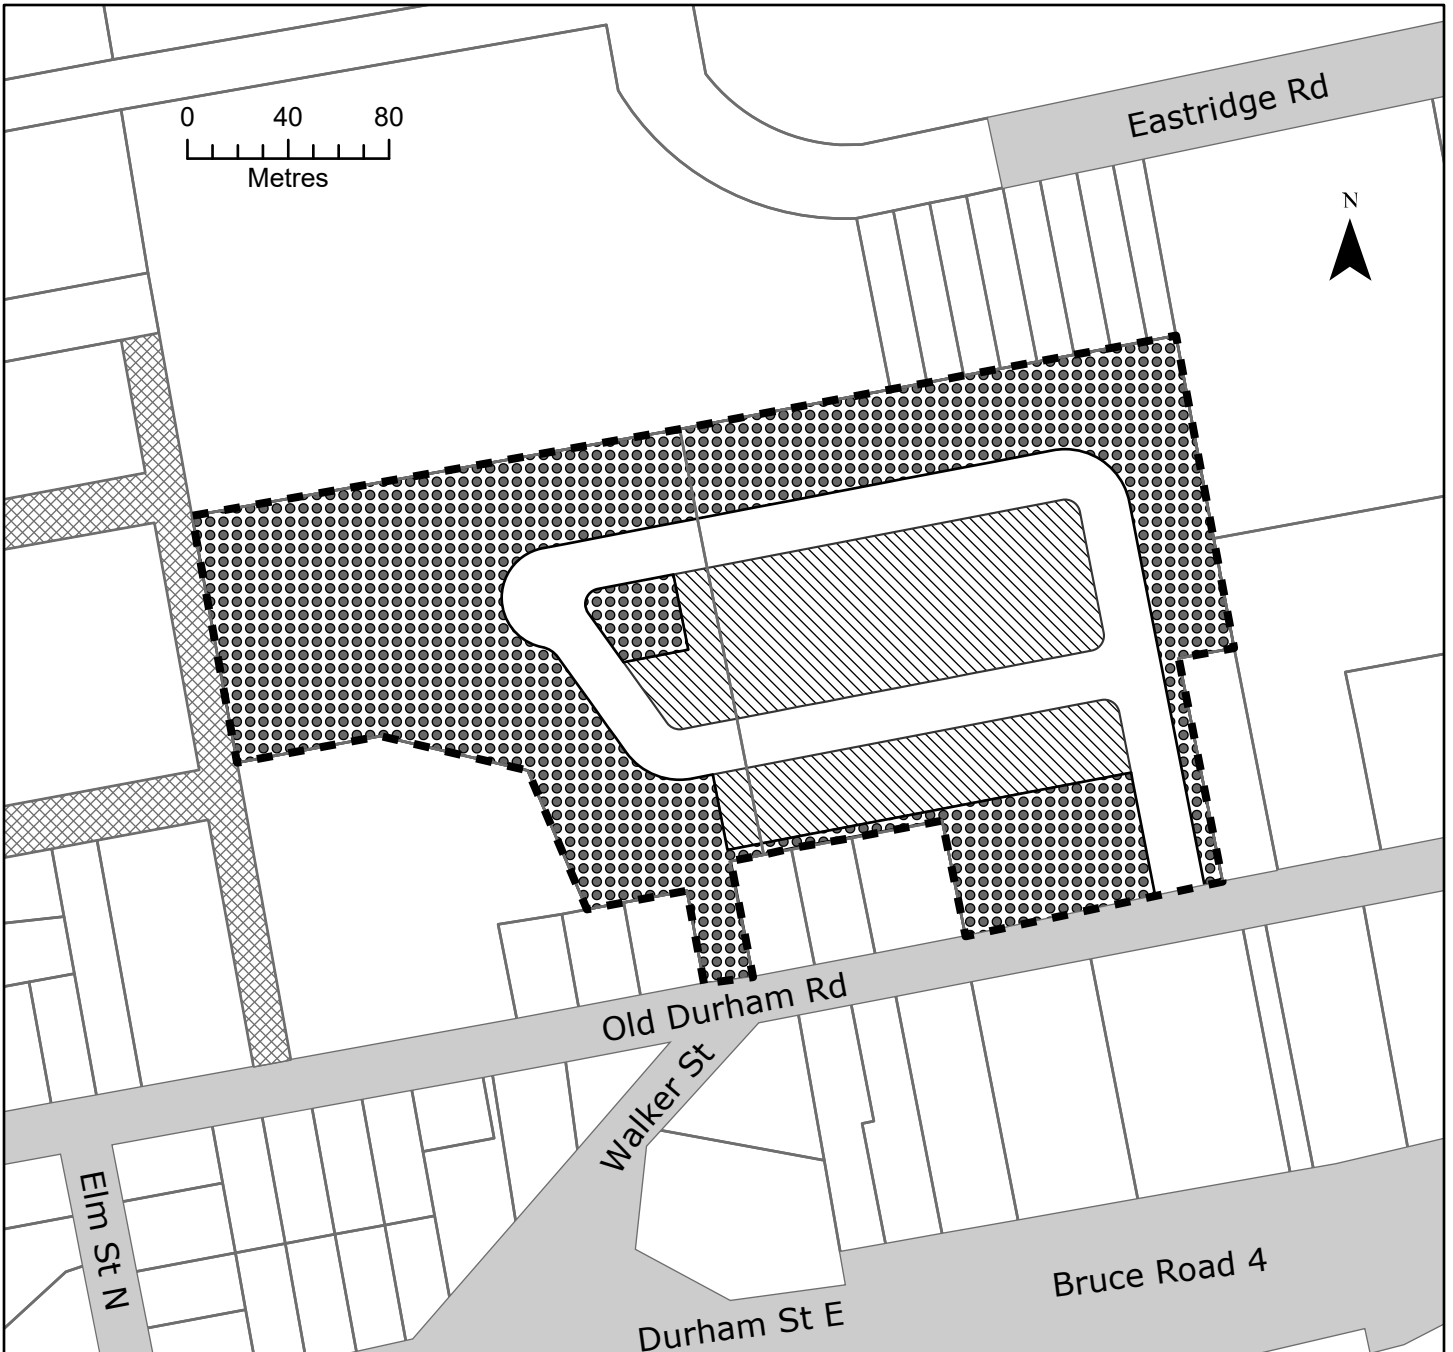 Eastridge Rd
0 40 80
Metres
N
Old Durham Rd
Walker St
Elm St N
Bruce Road 4
Durham St E